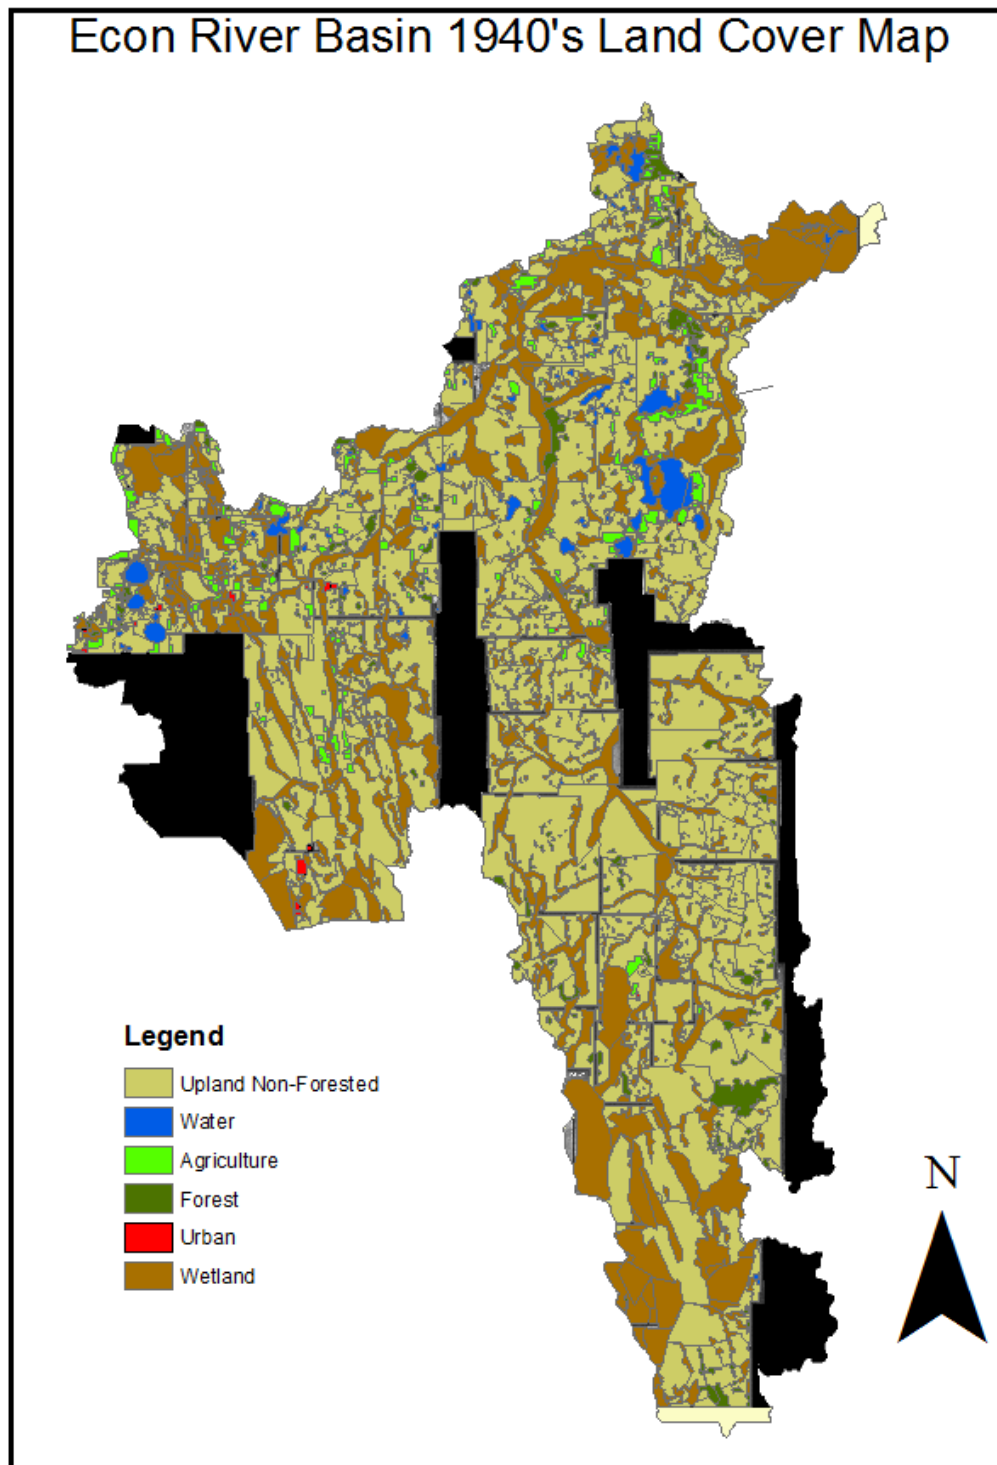 Econ River Basin 1940's Land Cover Map
Legend
Upland Non-Forested
Water
Agriculture
Forest
Urban
Wetland
N